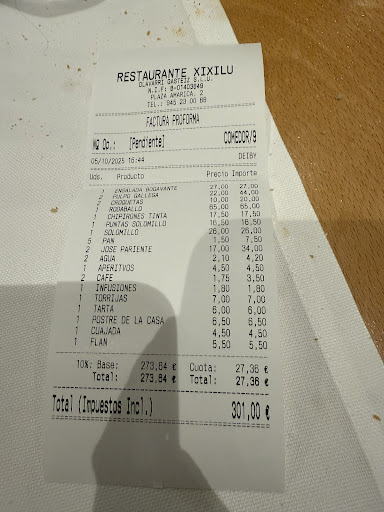 RESTAURANTE XIXILU
OLAVARRI GASTEIZ S.L.U.
N.I.F: B-01403849
PLAZA AMARICA, 2
TEL.: 945 23 00 68
FACTURA PROFORMA
Nº Op.: [Pendiente] COMEDOR/9
05/10/2025 16:44 DEIBY
Uds. Producto Precio Importe
1 ENSALADA BOGAVANTE 27,00 27,00
2 PULPO GALLEGA 22,00 44,00
2 CROQUETAS 10,00 20,00
1 RODABALLO 65,00 65,00
1 CHIPIRONES TINTA 17,50 17,50
1 PUNTAS SOLOMILLO 16,50 16,50
1 SOLOMILLO 26,00 26,00
5 PAN 1,50 7,50
2 JOSE PARIENTE 17,00 34,00
2 AGUA 2,10 4,20
1 APERITVOS 4,50 4,50
2 CAFE 1,75 3,50
1 INFUSIONES 1,80 1,80
1 TORRIJAS 7,00 7,00
1 TARTA 6,00 6,00
1 POSTRE DE LA CASA 6,50 6,50
1 CUAJADA 4,50 4,50
1 FLAN 5,50 5,50
10%: Base: 273,64 € Cuota: 27,36 €
Total: 273,64 € Total: 27,36 €
Total (Impuestos Incl.) 301,00 €